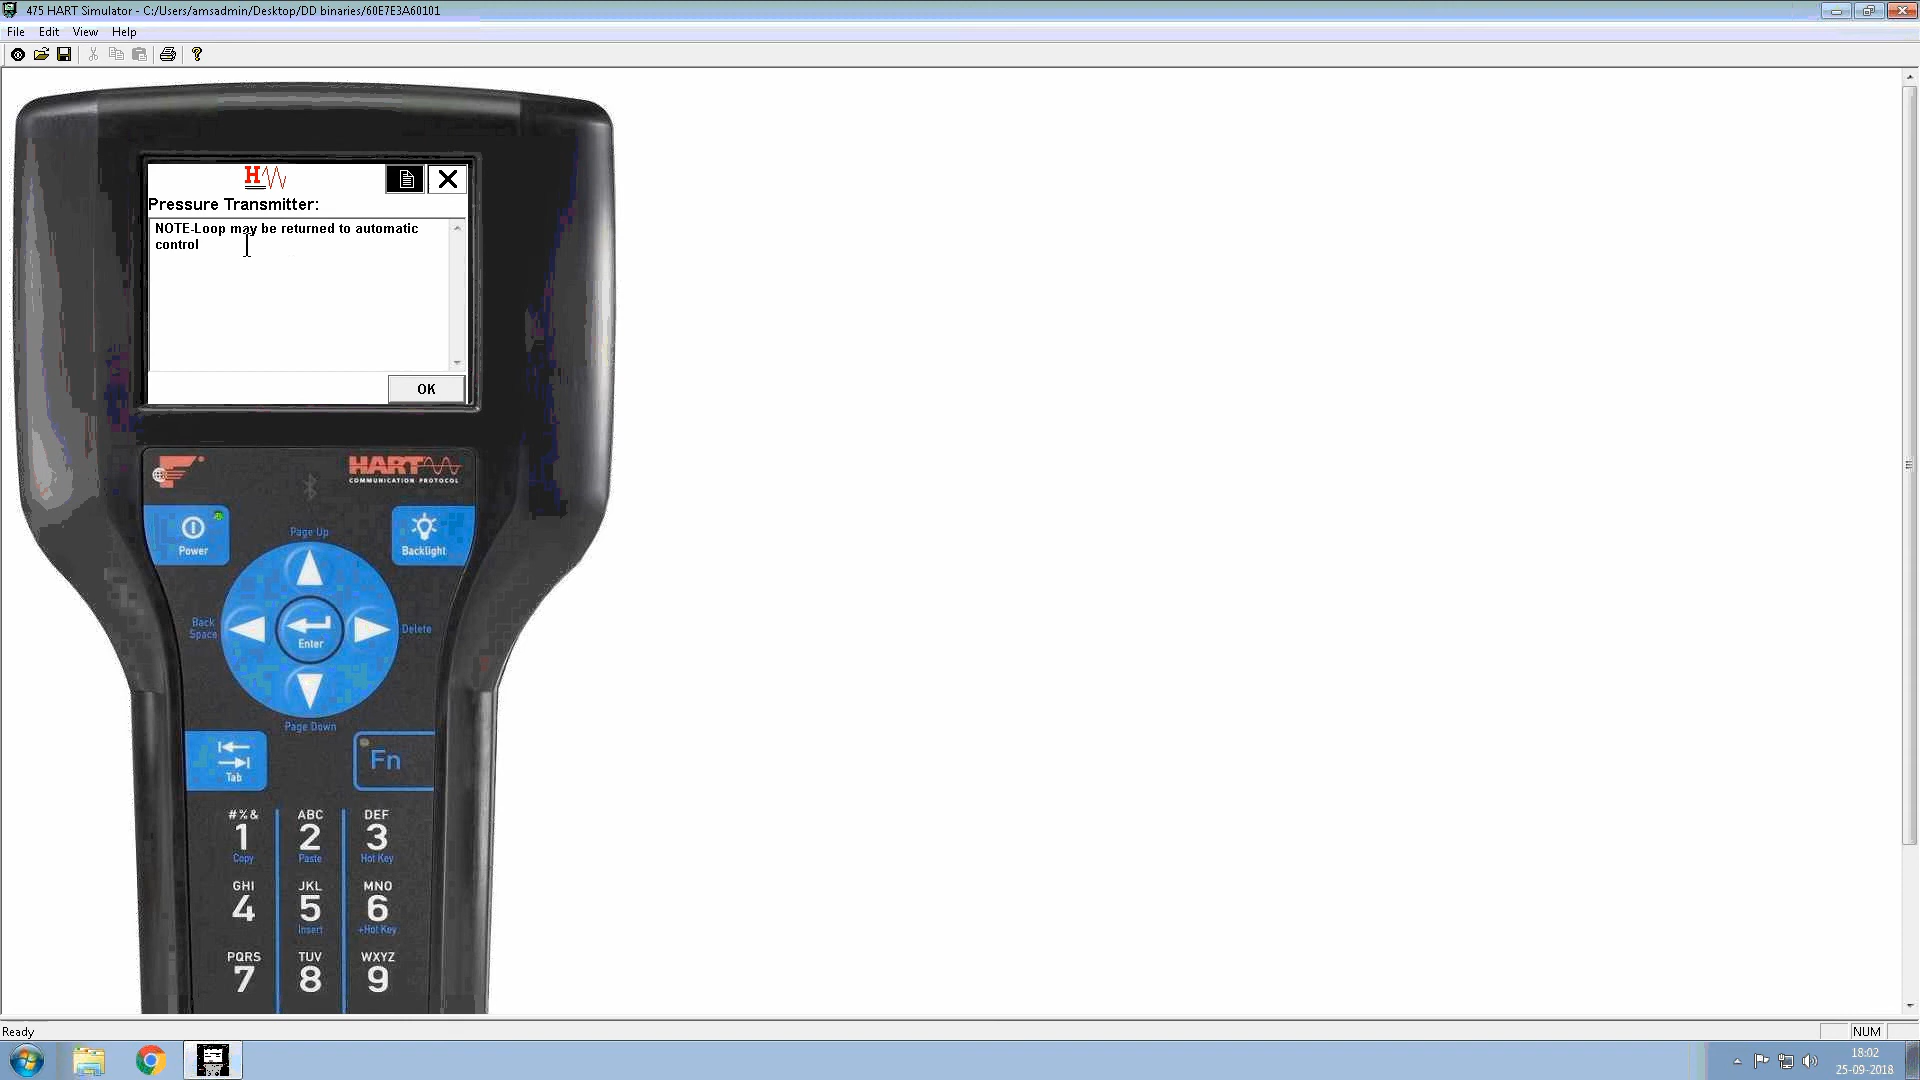 475 HART Simulator - C:/Users/amsadmin/Desktop/DD binaries/60E7E3A60101
File Edit View Help
H
Pressure Transmitter:
NOTE-Loop may be returned to automatic
control
OK
HART
COMMUNICATION PROTOCOL
Power
Backlight
Page Up
Back
Space
Enter
Delete
Page Down
Tab
Fn
#%& ABC DEF
1 2 3
Copy Paste Hot Key
GHI JKL MNO
4 5 6
Insert +Hot Key
PQRS TUV WXYZ
7 8 9
Ready
NUM
18:02
25-09-2018